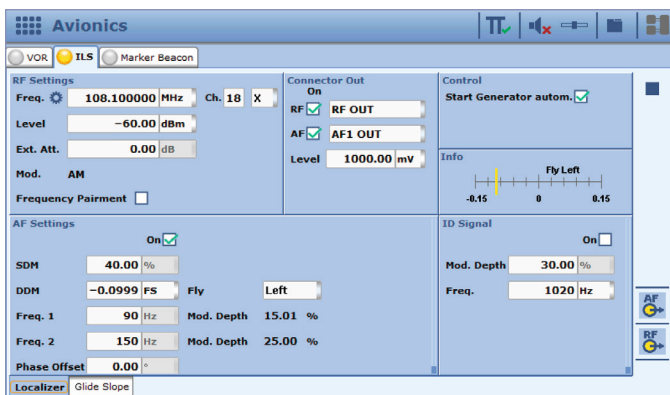 Avionics
VOR ILS Marker Beacon
RF Settings
Freq. 108.100000 MHz Ch. 18 X
Level -60.00 dBm
Ext. Att. 0.00 dB
Mod. AM
Frequency Pairment
Connector Out
On
RF RF OUT
AF AF1 OUT
Level 1000.00 mV
Control
Start Generator autom.
Info
Fly Left
-0.15 0 0.15
AF Settings
On
SDM 40.00 %
DDM -0.0999 FS Fly Left
Freq. 1 90 Hz Mod. Depth 15.01 %
Freq. 2 150 Hz Mod. Depth 25.00 %
Phase Offset 0.00 °
ID Signal
On
Mod. Depth 30.00 %
Freq. 1020 Hz
AF
RF
Localizer Glide Slope